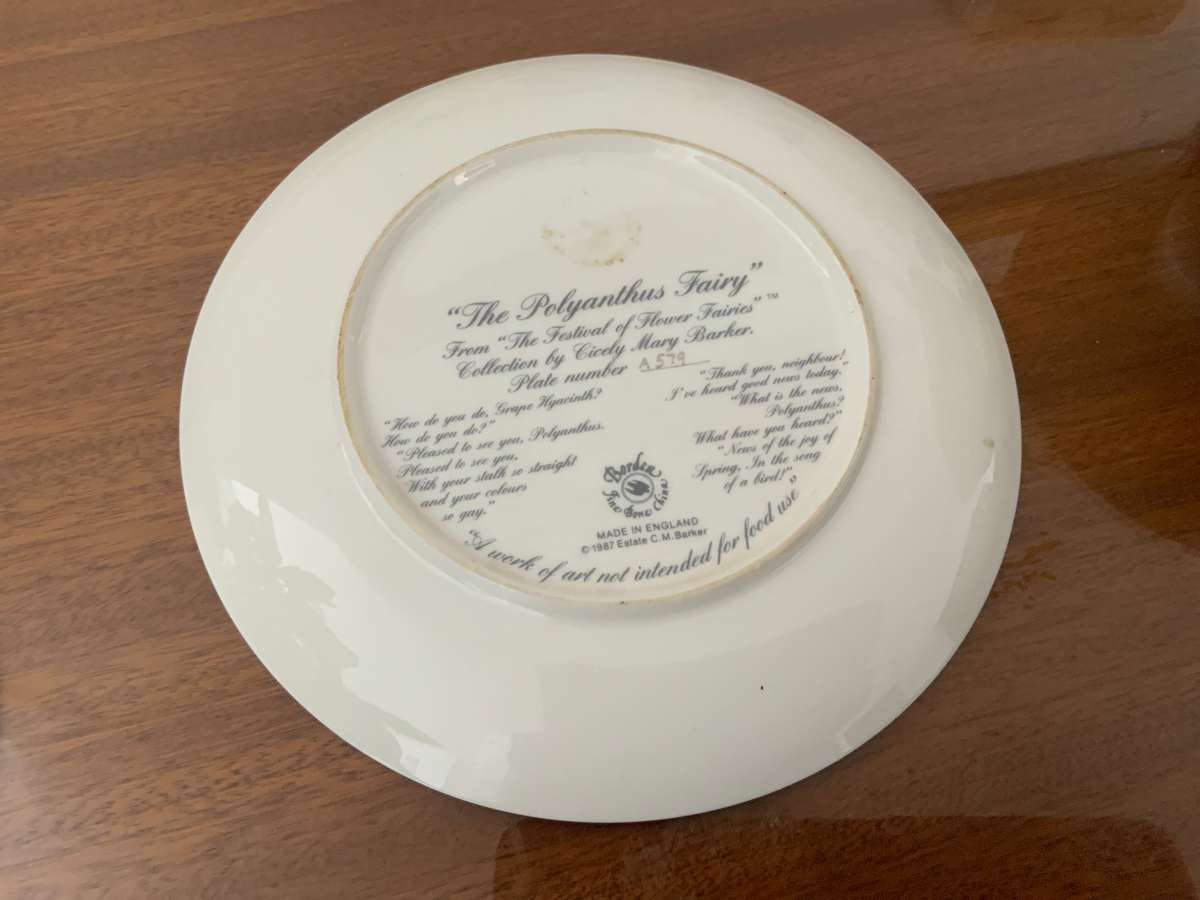 “The Polyanthus Fairy”
From “The Festival of Flower Fairies”™
Collection by Cicely Mary Barker.
Plate number A 579
“How do you do, Grape Hyacinth?
How do you do?”
“Pleased to see you, Polyanthus.
Pleased to see you,
With your stalk so straight
and your colours
so gay.”
“Thank you, neighbour!
I've heard good news today.”
“What is the news,
Polyanthus?
What have you heard?”
“News of the joy of
Spring, In the song
of a bird!”
Borden
Fine Bone China
MADE IN ENGLAND
© 1987 Estate C.M. Barker
“A work of art not intended for food use”